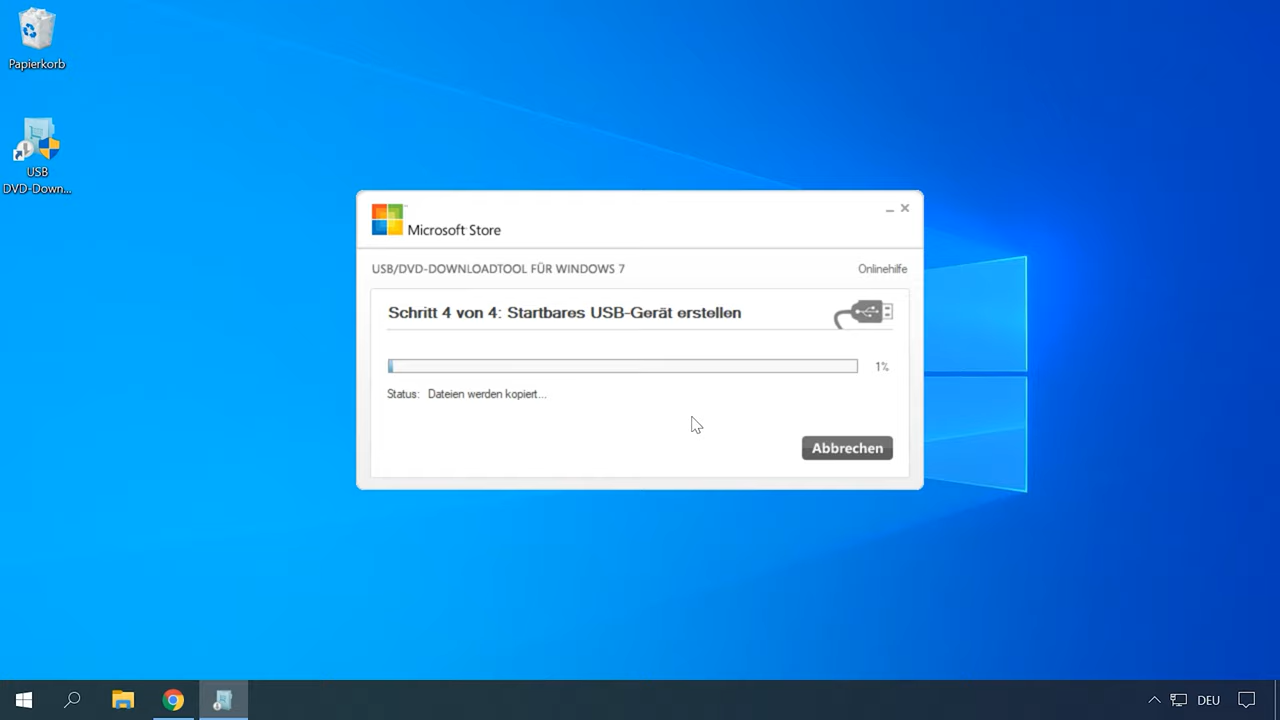 Papierkorb
USB
DVD-Down...
Microsoft Store
USB/DVD-DOWNLOADTOOL FÜR WINDOWS 7
Onlinehilfe
Schritt 4 von 4: Startbares USB-Gerät erstellen
1%
Status: Dateien werden kopiert...
Abbrechen
DEU